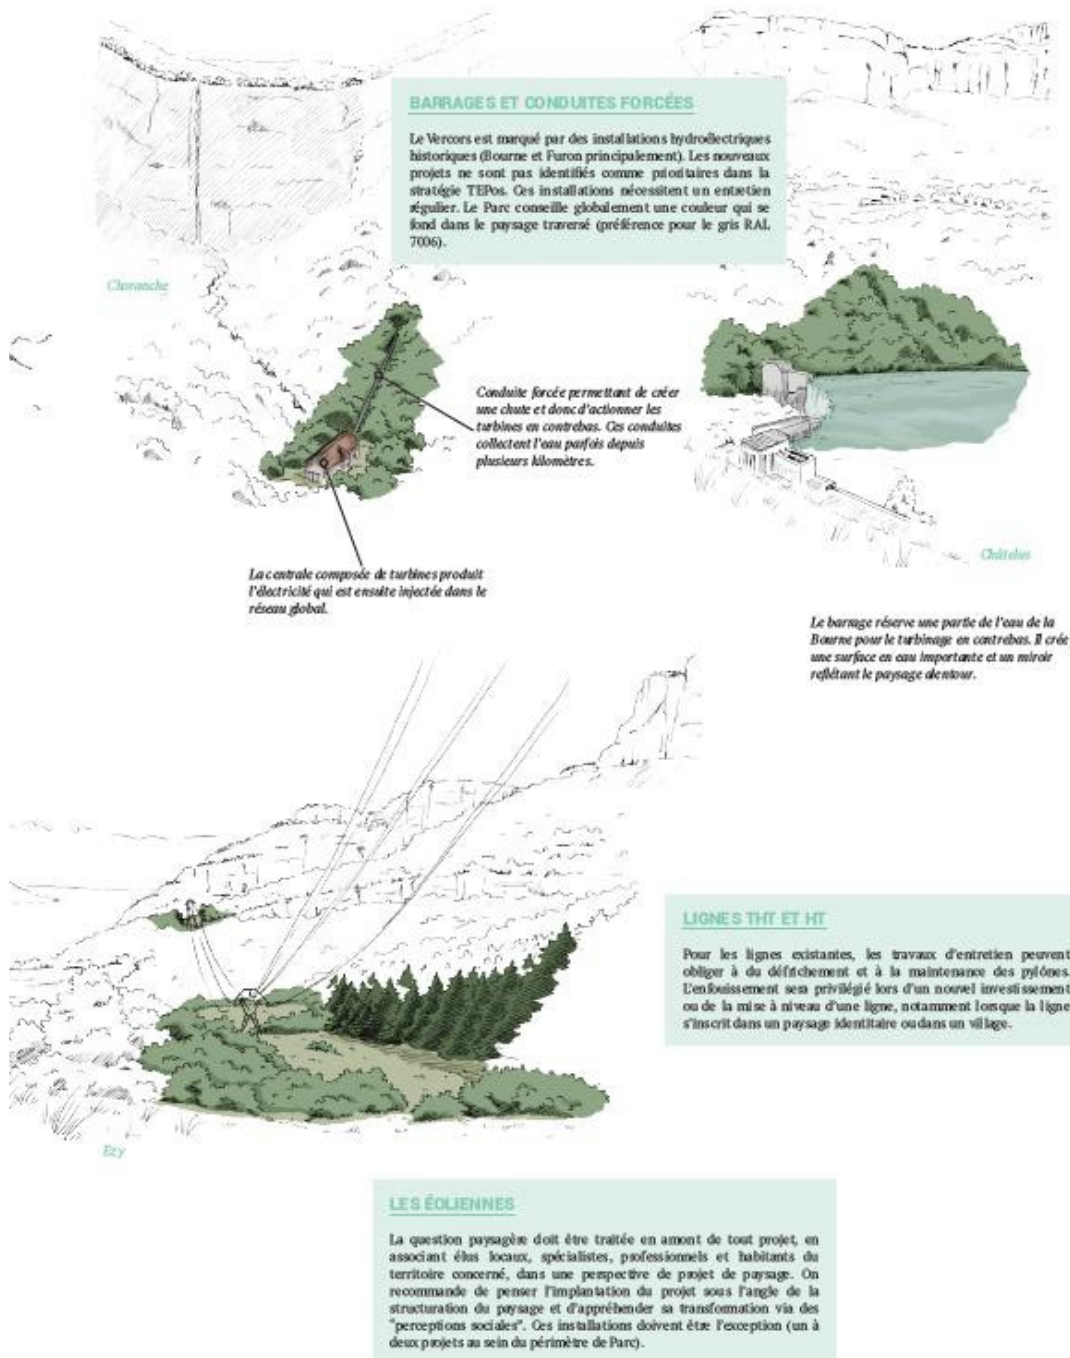 BARRAGES ET CONDUITES FORCÉES
Le Vercors est marqué par des installations hydroélectriques
historiques (Bourne et Furon principalement). Les nouveaux
projets ne sont pas identifiés comme prioritaires dans la
stratégie TEPos. Ces installations nécessitent un entretien
régulier. Le Parc conseille globalement une couleur qui se
fond dans le paysage traversé (préférence pour le gris RAL
7006).
Choranche
Conduite forcée permettant de créer
une chute et donc d'actionner les
turbines en contrebas. Ces conduites
collectent l'eau parfois depuis
plusieurs kilomètres.
Châtelus
La centrale composée de turbines produit
l'électricité qui est ensuite injectée dans le
réseau global.
Le barrage réserve une partie de l'eau de la
Bourne pour le turbinage en contrebas. Il crée
une surface en eau importante et un miroir
reflétant le paysage alentour.
LIGNES THT ET HT
Pour les lignes existantes, les travaux d'entretien peuvent
obliger à du défrichement et à la maintenance des pylônes.
L'enfouissement sera privilégié lors d'un nouvel investissement
ou de la mise à niveau d'une ligne, notamment lorsque la ligne
s'inscrit dans un paysage identitaire ou dans un village.
Ezy
LES ÉOLIENNES
La question paysagère doit être traitée en amont de tout projet, en
associant élus locaux, spécialistes, professionnels et habitants du
territoire concerné, dans une perspective de projet de paysage. On
recommande de penser l'implantation du projet sous l'angle de la
structuration du paysage et d'appréhender sa transformation via des
"perceptions sociales". Ces installations doivent être l'exception (un à
deux projets au sein du périmètre de Parc).